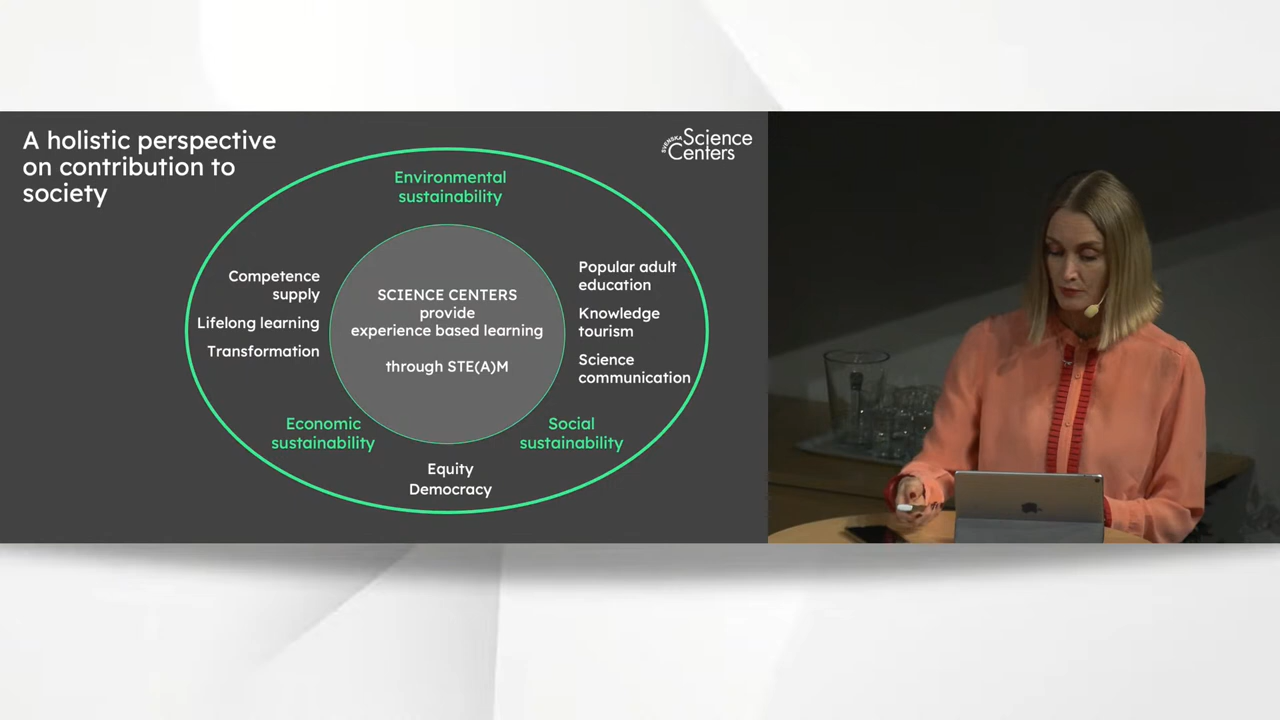 A holistic perspective
on contribution to
society
SVENSKA
Science
Centers
Environmental
sustainability
Competence
supply
Lifelong learning
Transformation
SCIENCE CENTERS
provide
experience based learning
through STE(A)M
Popular adult
education
Knowledge
tourism
Science
communication
Economic
sustainability
Social
sustainability
Equity
Democracy